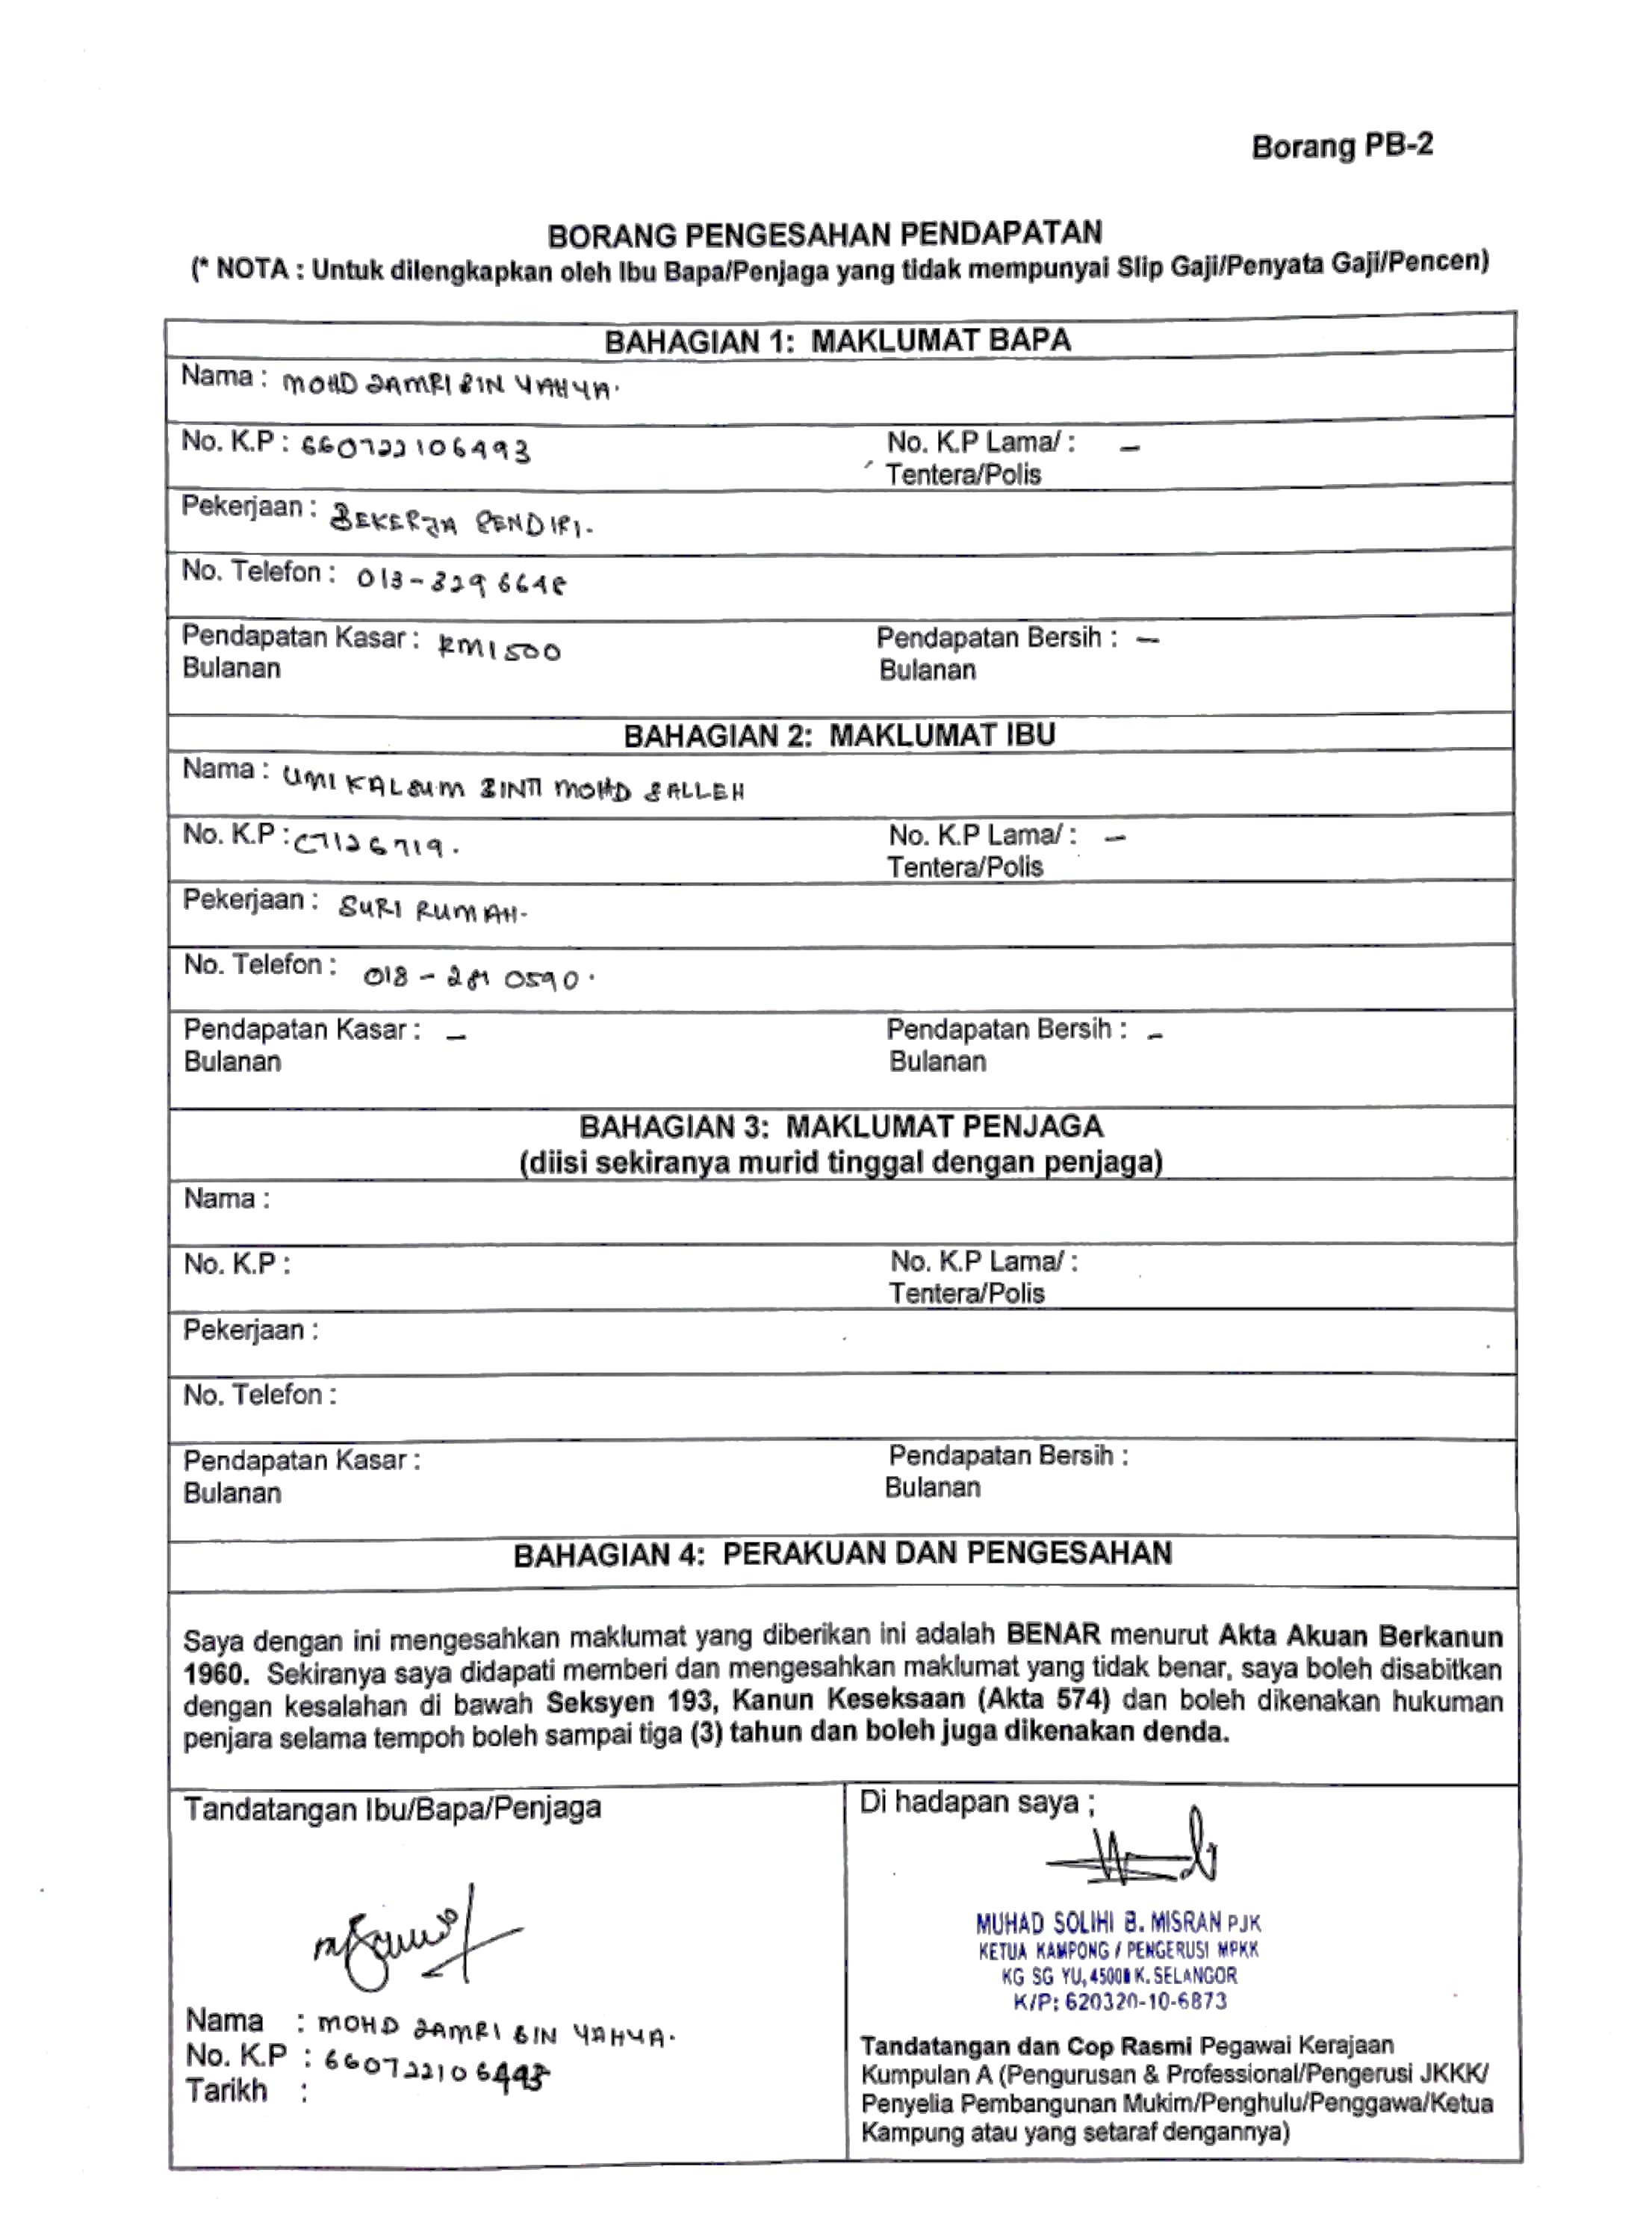 Borang PB-2
BORANG PENGESAHAN PENDAPATAN
(* NOTA : Untuk dilengkapkan oleh Ibu Bapa/Penjaga yang tidak mempunyai Slip Gaji/Penyata Gaji/Pencen)
BAHAGIAN 1: MAKLUMAT BAPA
Nama : MOHD JAMRI BIN YAHYA.
No. K.P : 660722106493 No. K.P Lama/ : –
Tentera/Polis
Pekerjaan : BEKERJA SENDIRI.
No. Telefon : 013-
Pendapatan Kasar : RM1500 Pendapatan Bersih : –
Bulanan Bulanan
BAHAGIAN 2: MAKLUMAT IBU
Nama : UMI KALSUM BINTI MOHD SALLEH
No. K.P : C7126719. No. K.P Lama/ : –
Tentera/Polis
Pekerjaan : SURI RUMAH.
No. Telefon : 018 - 0590.
Pendapatan Kasar : – Pendapatan Bersih : –
Bulanan Bulanan
BAHAGIAN 3: MAKLUMAT PENJAGA
(diisi sekiranya murid tinggal dengan penjaga)
Nama :
No. K.P : No. K.P Lama/ :
Tentera/Polis
Pekerjaan :
No. Telefon :
Pendapatan Kasar : Pendapatan Bersih :
Bulanan Bulanan
BAHAGIAN 4: PERAKUAN DAN PENGESAHAN
Saya dengan ini mengesahkan maklumat yang diberikan ini adalah BENAR menurut Akta Akuan Berkanun
1960. Sekiranya saya didapati memberi dan mengesahkan maklumat yang tidak benar, saya boleh disabitkan
dengan kesalahan di bawah Seksyen 193, Kanun Keseksaan (Akta 574) dan boleh dikenakan hukuman
penjara selama tempoh boleh sampai tiga (3) tahun dan boleh juga dikenakan denda.
Tandatangan Ibu/Bapa/Penjaga
Nama : MOHD JAMRI BIN YAHYA.
No. K.P : 660722106493
Tarikh :
Di hadapan saya ;
MUHAD SOLIHI B. MISRAN PJK
KETUA KAMPONG / PENGERUSI MPKK
KG SG YU, 45000 K. SELANGOR
K/P: 620320-10-6873
Tandatangan dan Cop Rasmi Pegawai Kerajaan
Kumpulan A (Pengurusan & Professional/Pengerusi JKKK/
Penyelia Pembangunan Mukim/Penghulu/Penggawa/Ketua
Kampung atau yang setaraf dengannya)